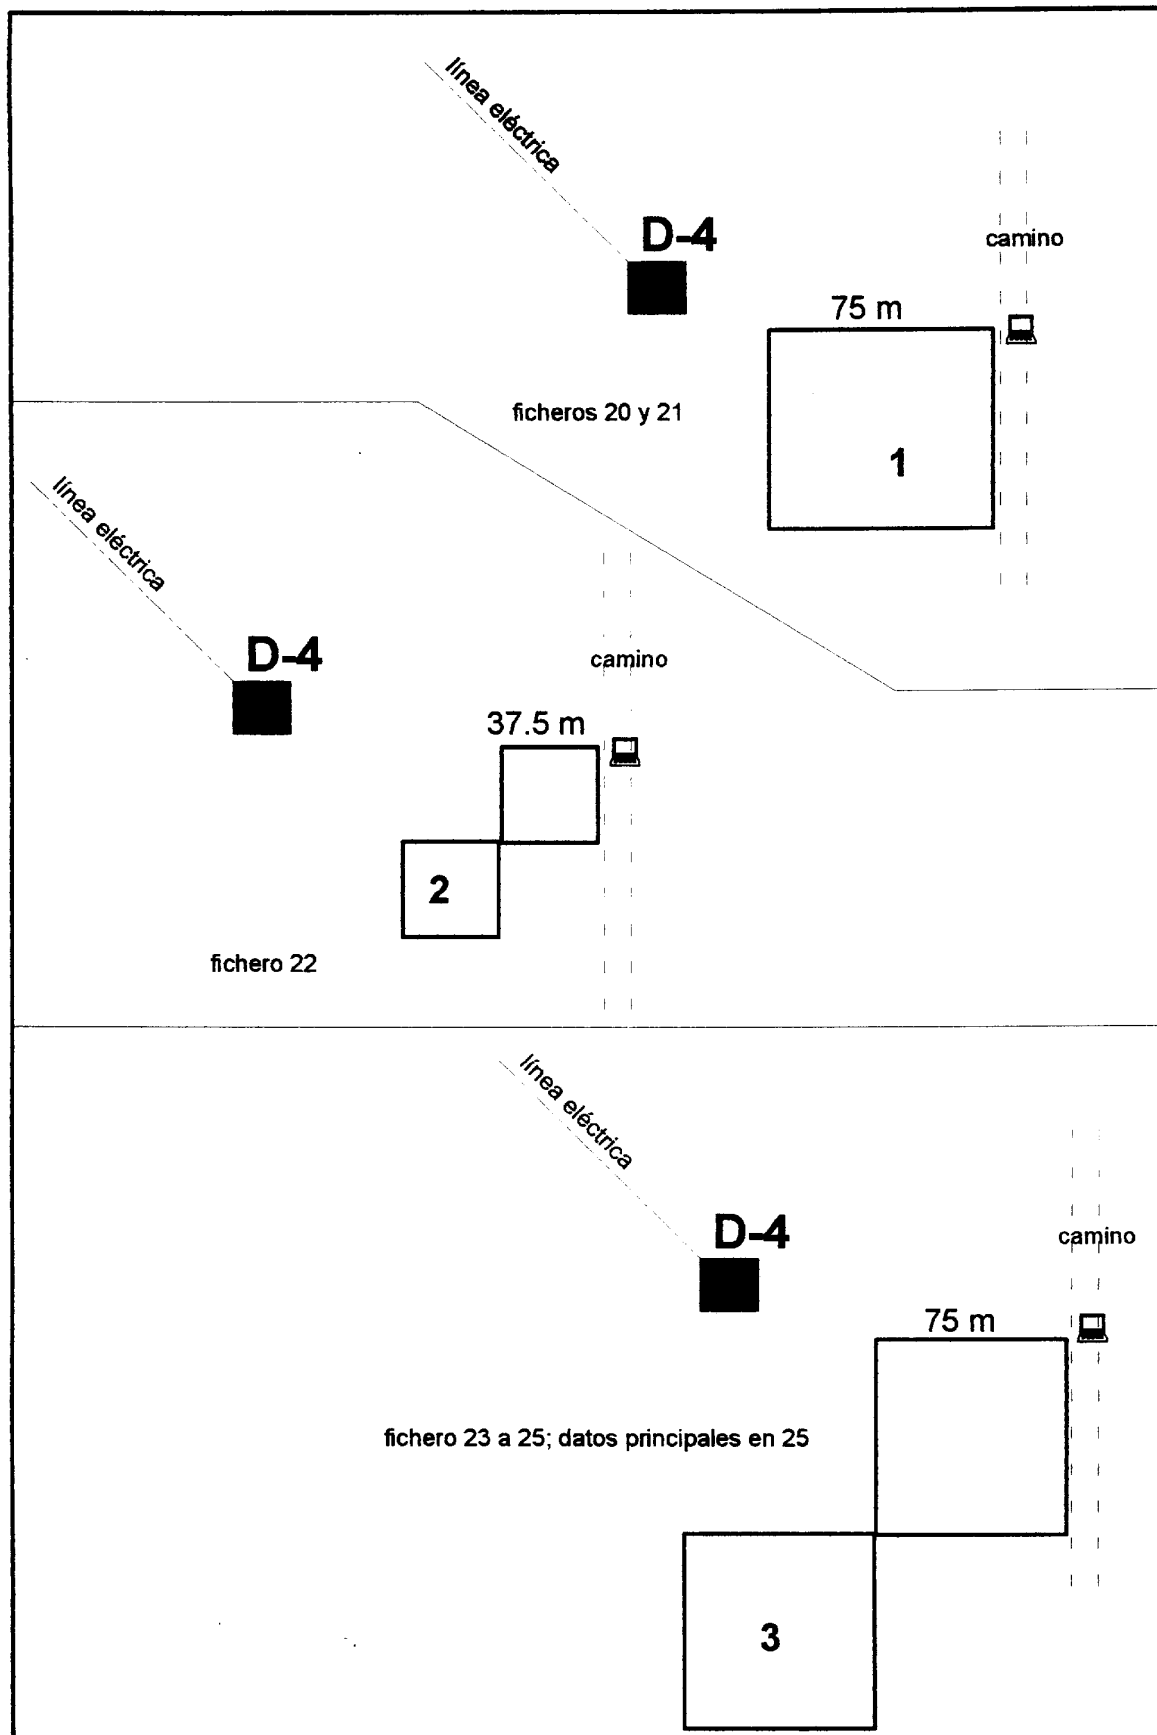 línea eléctrica
D-4
camino
75 m
ficheros 20 y 21
1
línea eléctrica
D-4
camino
37.5 m
2
fichero 22
línea eléctrica
D-4
camino
75 m
fichero 23 a 25; datos principales en 25
3